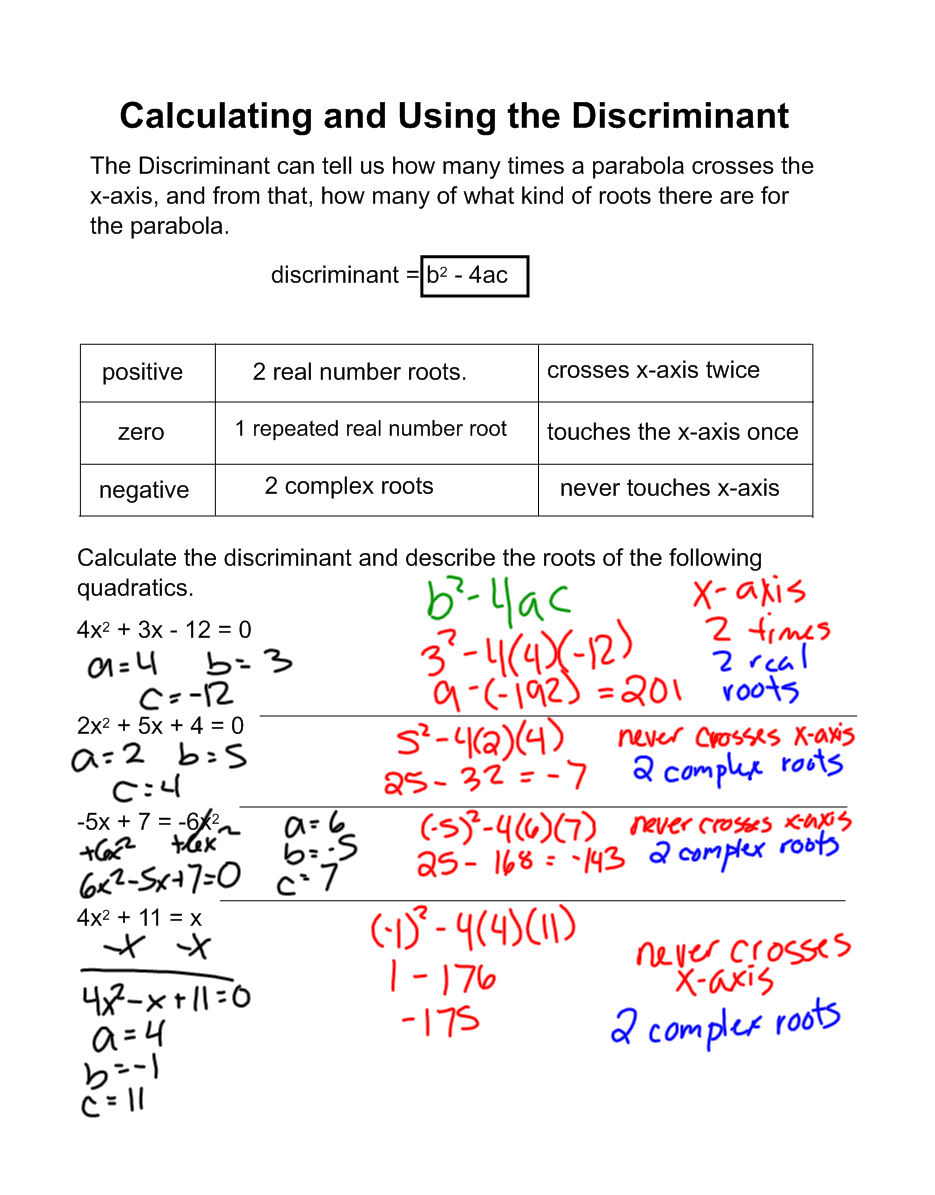 Calculating and Using the Discriminant
The Discriminant can tell us how many times a parabola crosses the
x-axis, and from that, how many of what kind of roots there are for
the parabola.
discriminant = b² - 4ac
positive 2 real number roots. crosses x-axis twice
zero 1 repeated real number root touches the x-axis once
negative 2 complex roots never touches x-axis
Calculate the discriminant and describe the roots of the following
quadratics.
b²-4ac x-axis
4x² + 3x - 12 = 0
a=4 b=3
c=-12
3²-4(4)(-12)
9-(-192) = 201
2 times
2 real
roots
2x² + 5x + 4 = 0
a=2 b=5
c=4
5²-4(2)(4)
25-32 = -7
never crosses x-axis
2 complex roots
-5x + 7 = -6x²
+6x² +6x²
6x²-5x+7=0
a=6
b=-5
c=7
(-5)²-4(6)(7)
25-168 = -143
never crosses x-axis
2 complex roots
4x² + 11 = x
-x -x
4x²-x+11=0
a=4
b=-1
c=11
(-1)²-4(4)(11)
1-176
-175
never crosses
x-axis
2 complex roots